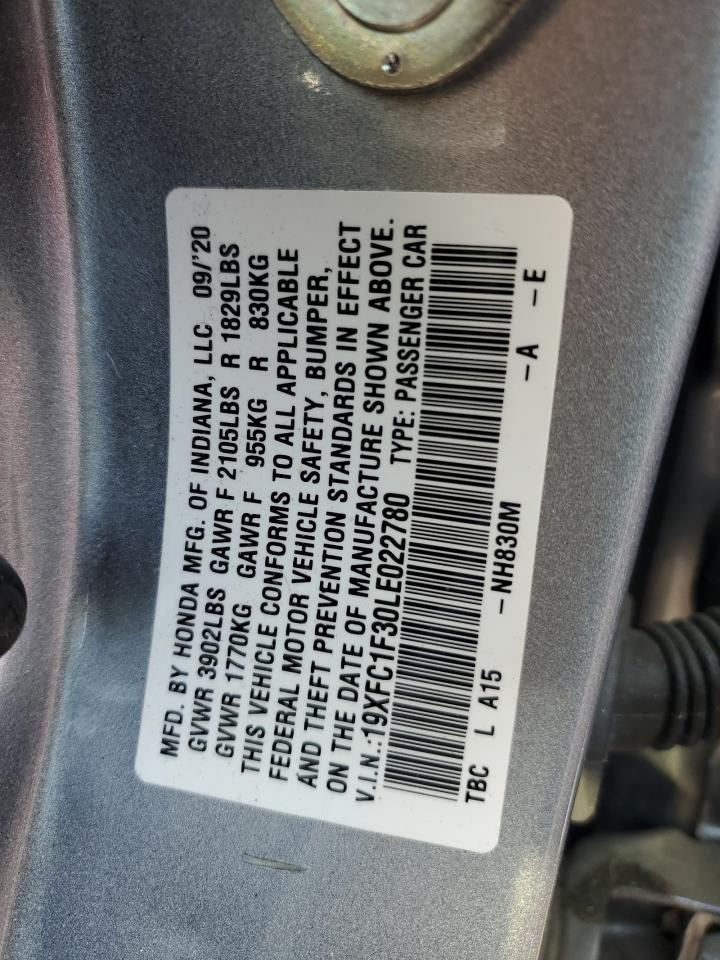 MFD. BY HONDA MFG. OF INDIANA, LLC 09/'20
GVWR 3902LBS GAWR F 2105LBS R 1829LBS
GVWR 1770KG GAWR F 955KG R 830KG
THIS VEHICLE CONFORMS TO ALL APPLICABLE
FEDERAL MOTOR VEHICLE SAFETY, BUMPER,
AND THEFT PREVENTION STANDARDS IN EFFECT
ON THE DATE OF MANUFACTURE SHOWN ABOVE.
V.I.N.:19XFC1F30LE022780 TYPE: PASSENGER CAR
TBC L A15 -NH830M -A -E